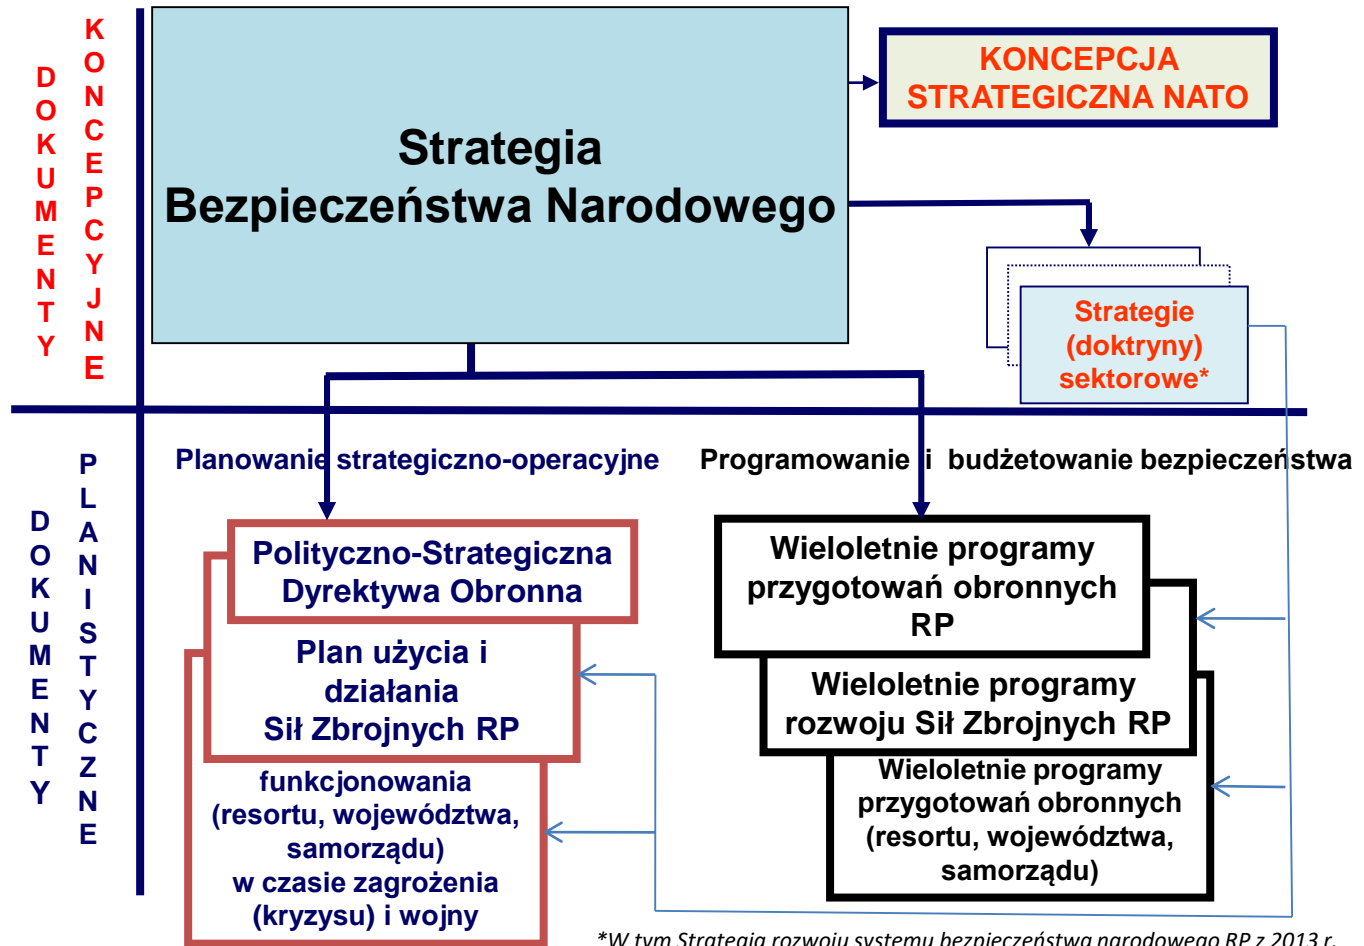 DOKUMENTY
KONCEPCYJNE
Strategia
Bezpieczeństwa Narodowego
KONCEPCJA
STRATEGICZNA NATO
Strategie
(doktryny)
sektorowe*
DOKUMENTY
PLANISTYCZNE
Planowanie strategiczno-operacyjne
Programowanie i budżetowanie bezpieczeństwa
Polityczno-Strategiczna
Dyrektywa Obronna
Plan użycia i
działania
Sił Zbrojnych RP
funkcjonowania
(resortu, województwa,
samorządu)
w czasie zagrożenia
(kryzysu) i wojny
Wieloletnie programy
przygotowań obronnych
RP
Wieloletnie programy
rozwoju Sił Zbrojnych RP
Wieloletnie programy
przygotowań obronnych
(resortu, województwa,
samorządu)
*W tym Strategia rozwoju systemu bezpieczeństwa narodowego RP z 2013 r.